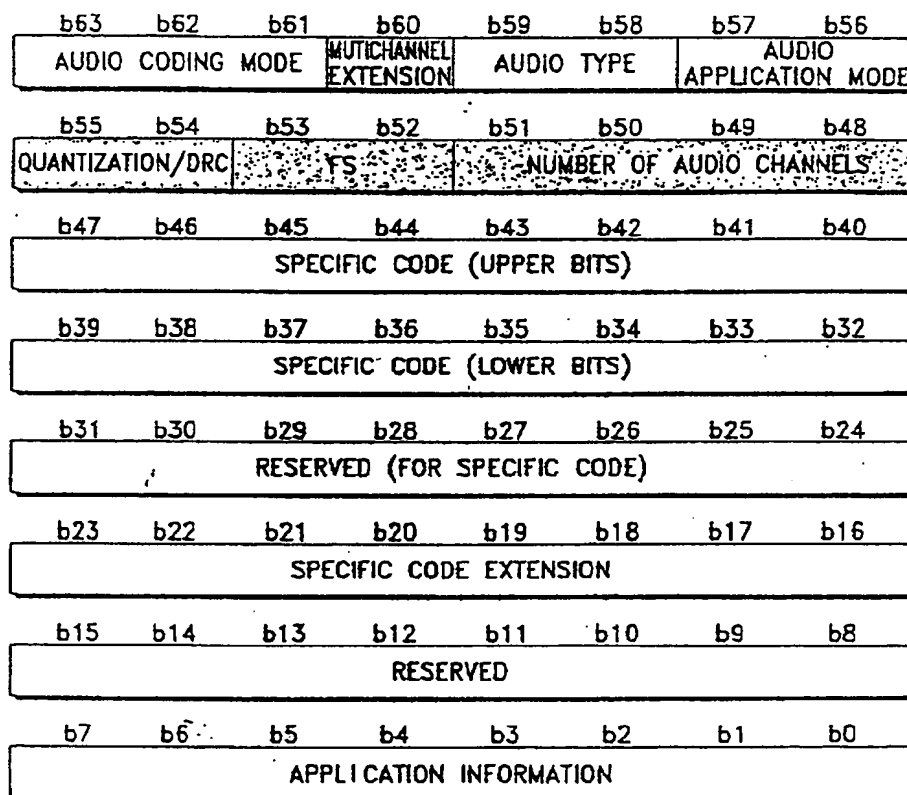 b63 b62 b61 b60 b59 b58 b57 b56
AUDIO CODING MODE
MUTICHANNEL
EXTENSION
AUDIO TYPE
AUDIO
APPLICATION MODE
b55 b54 b53 b52 b51 b50 b49 b48
QUANTIZATION/DRC FS NUMBER OF AUDIO CHANNELS
b47 b46 b45 b44 b43 b42 b41 b40
SPECIFIC CODE (UPPER BITS)
b39 b38 b37 b36 b35 b34 b33 b32
SPECIFIC CODE (LOWER BITS)
b31 b30 b29 b28 b27 b26 b25 b24
RESERVED (FOR SPECIFIC CODE)
b23 b22 b21 b20 b19 b18 b17 b16
SPECIFIC CODE EXTENSION
b15 b14 b13 b12 b11 b10 b9 b8
RESERVED
b7 b6 b5 b4 b3 b2 b1 b0
APPLICATION INFORMATION